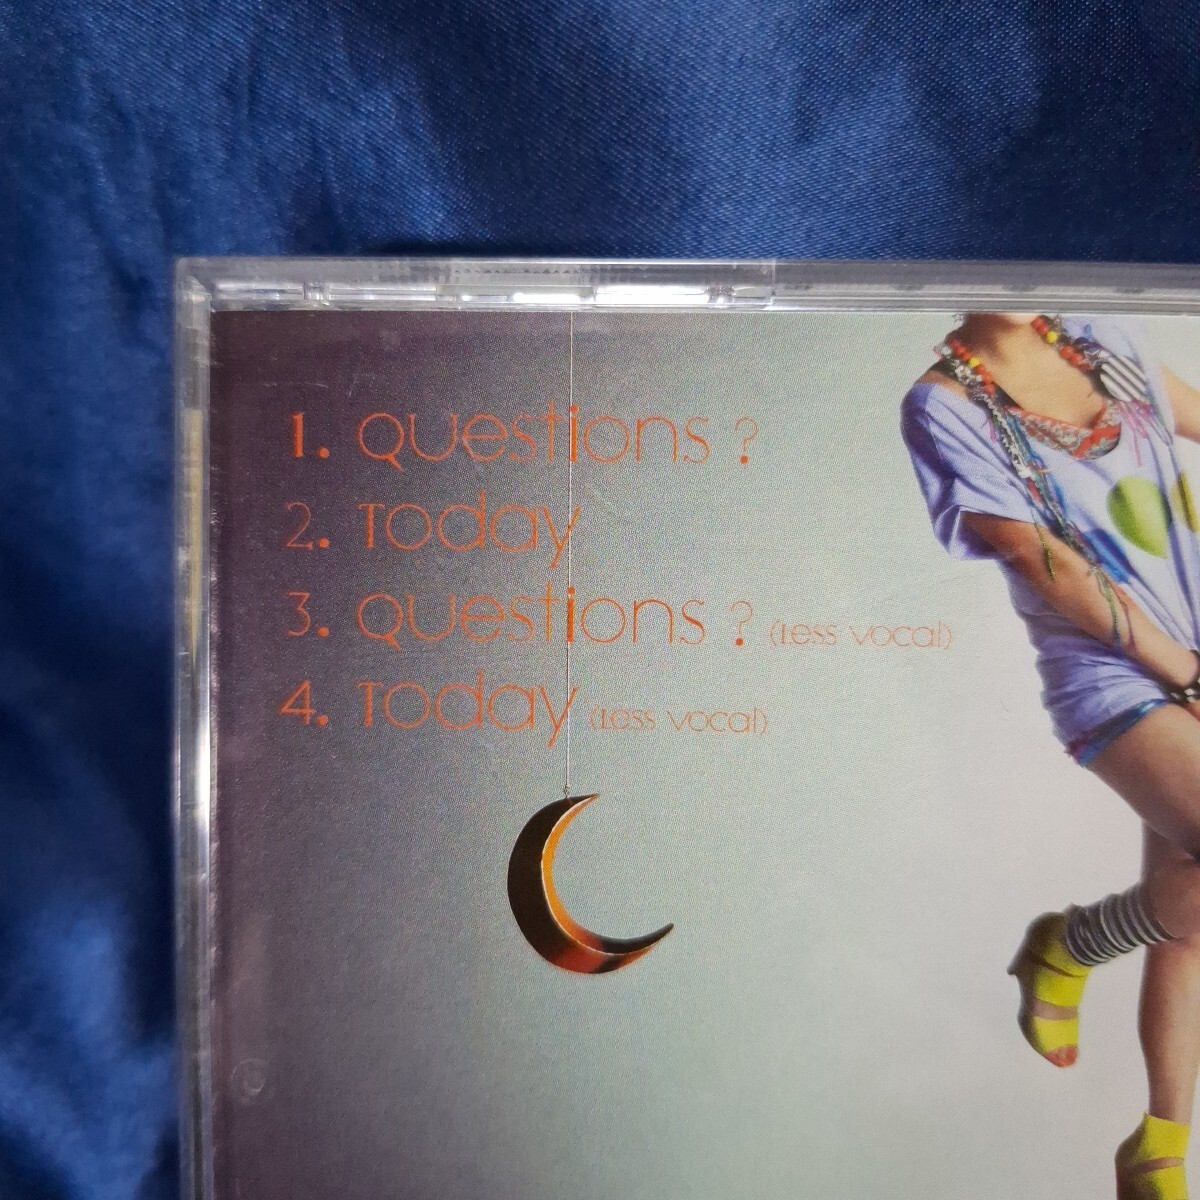 1. Questions ?
2. Today
3. Questions ? (Less Vocal)
4. Today (Less Vocal)